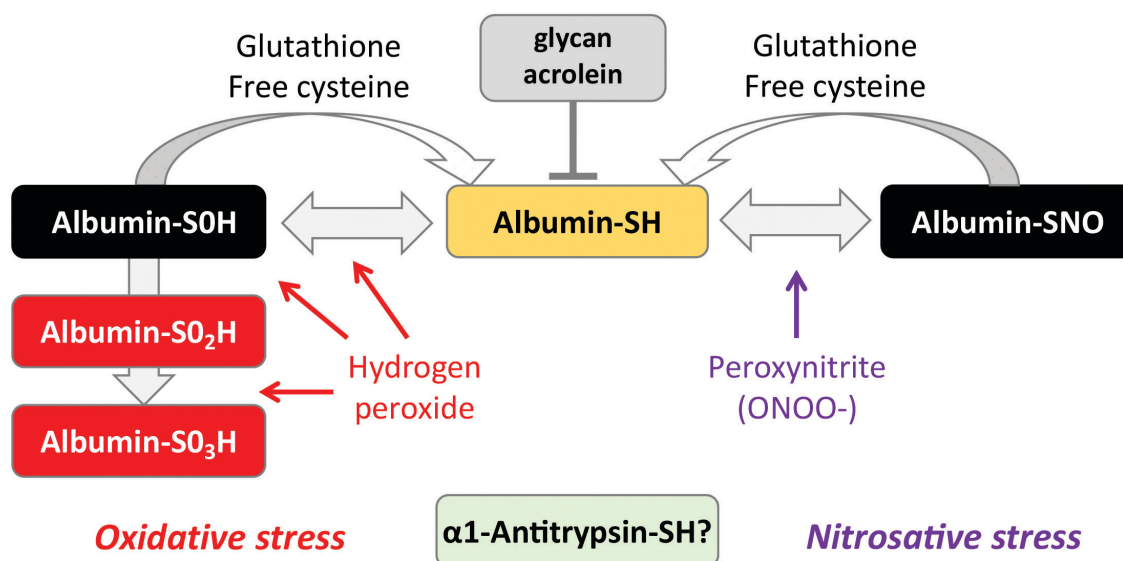 Glutathione
Free cysteine
glycan
acrolein
Glutathione
Free cysteine
Albumin-S0H
Albumin-SH
Albumin-SNO
Albumin-S0₂H
Albumin-S0₃H
Hydrogen
peroxide
Peroxynitrite
(ONOO-)
Oxidative stress
α1-Antitrypsin-SH?
Nitrosative stress